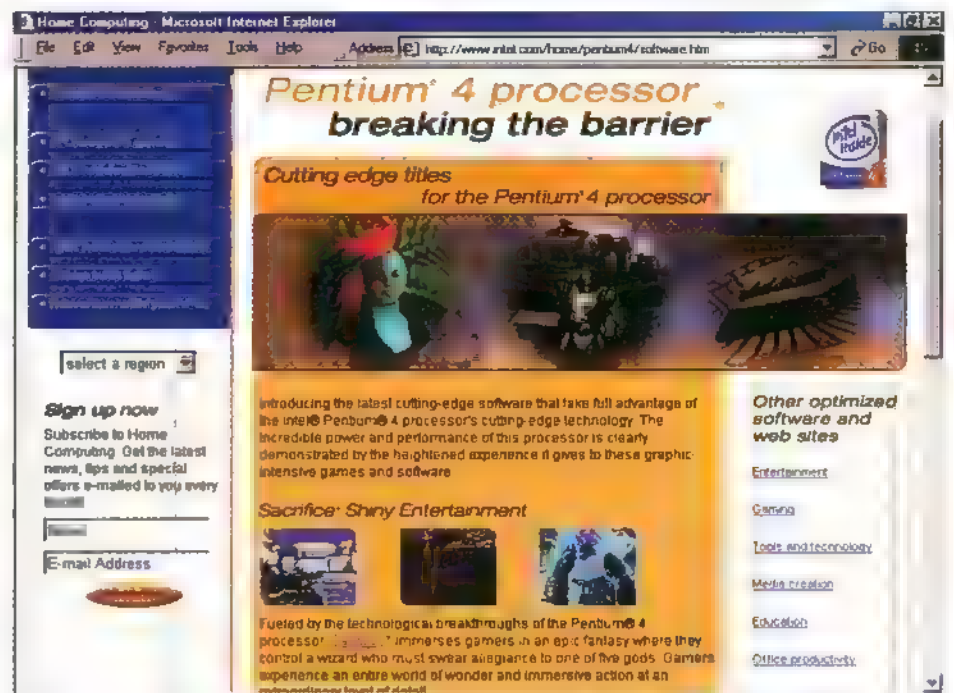 Home Computing - Microsoft Internet Explorer
File Edit View Favorites Tools Help Address http://www.intel.com/home/pentium4/software.htm Go
Pentium® 4 processor
breaking the barrier
intel
inside
Cutting edge titles
for the Pentium® 4 processor
select a region
Sign up now
Subscribe to Home
Computing. Get the latest
news, tips and special
offers e-mailed to you every
E-mail Address
Introducing the latest cutting-edge software that take full advantage of
the Intel® Pentium® 4 processor's cutting-edge technology. The
incredible power and performance of this processor is clearly
demonstrated by the heightened experience it gives to these graphic-
intensive games and software.
Sacrifice* Shiny Entertainment
Fueled by the technological breakthroughs of the Pentium® 4
processor immerses gamers in an epic fantasy where they
control a wizard who must swear allegiance to one of five gods. Gamers
experience an entire world of wonder and immersive action at an
extraordinary level of detail
Other optimized
software and
web sites
Entertainment
Gaming
Tools and technology
Media creation
Education
Office productivity